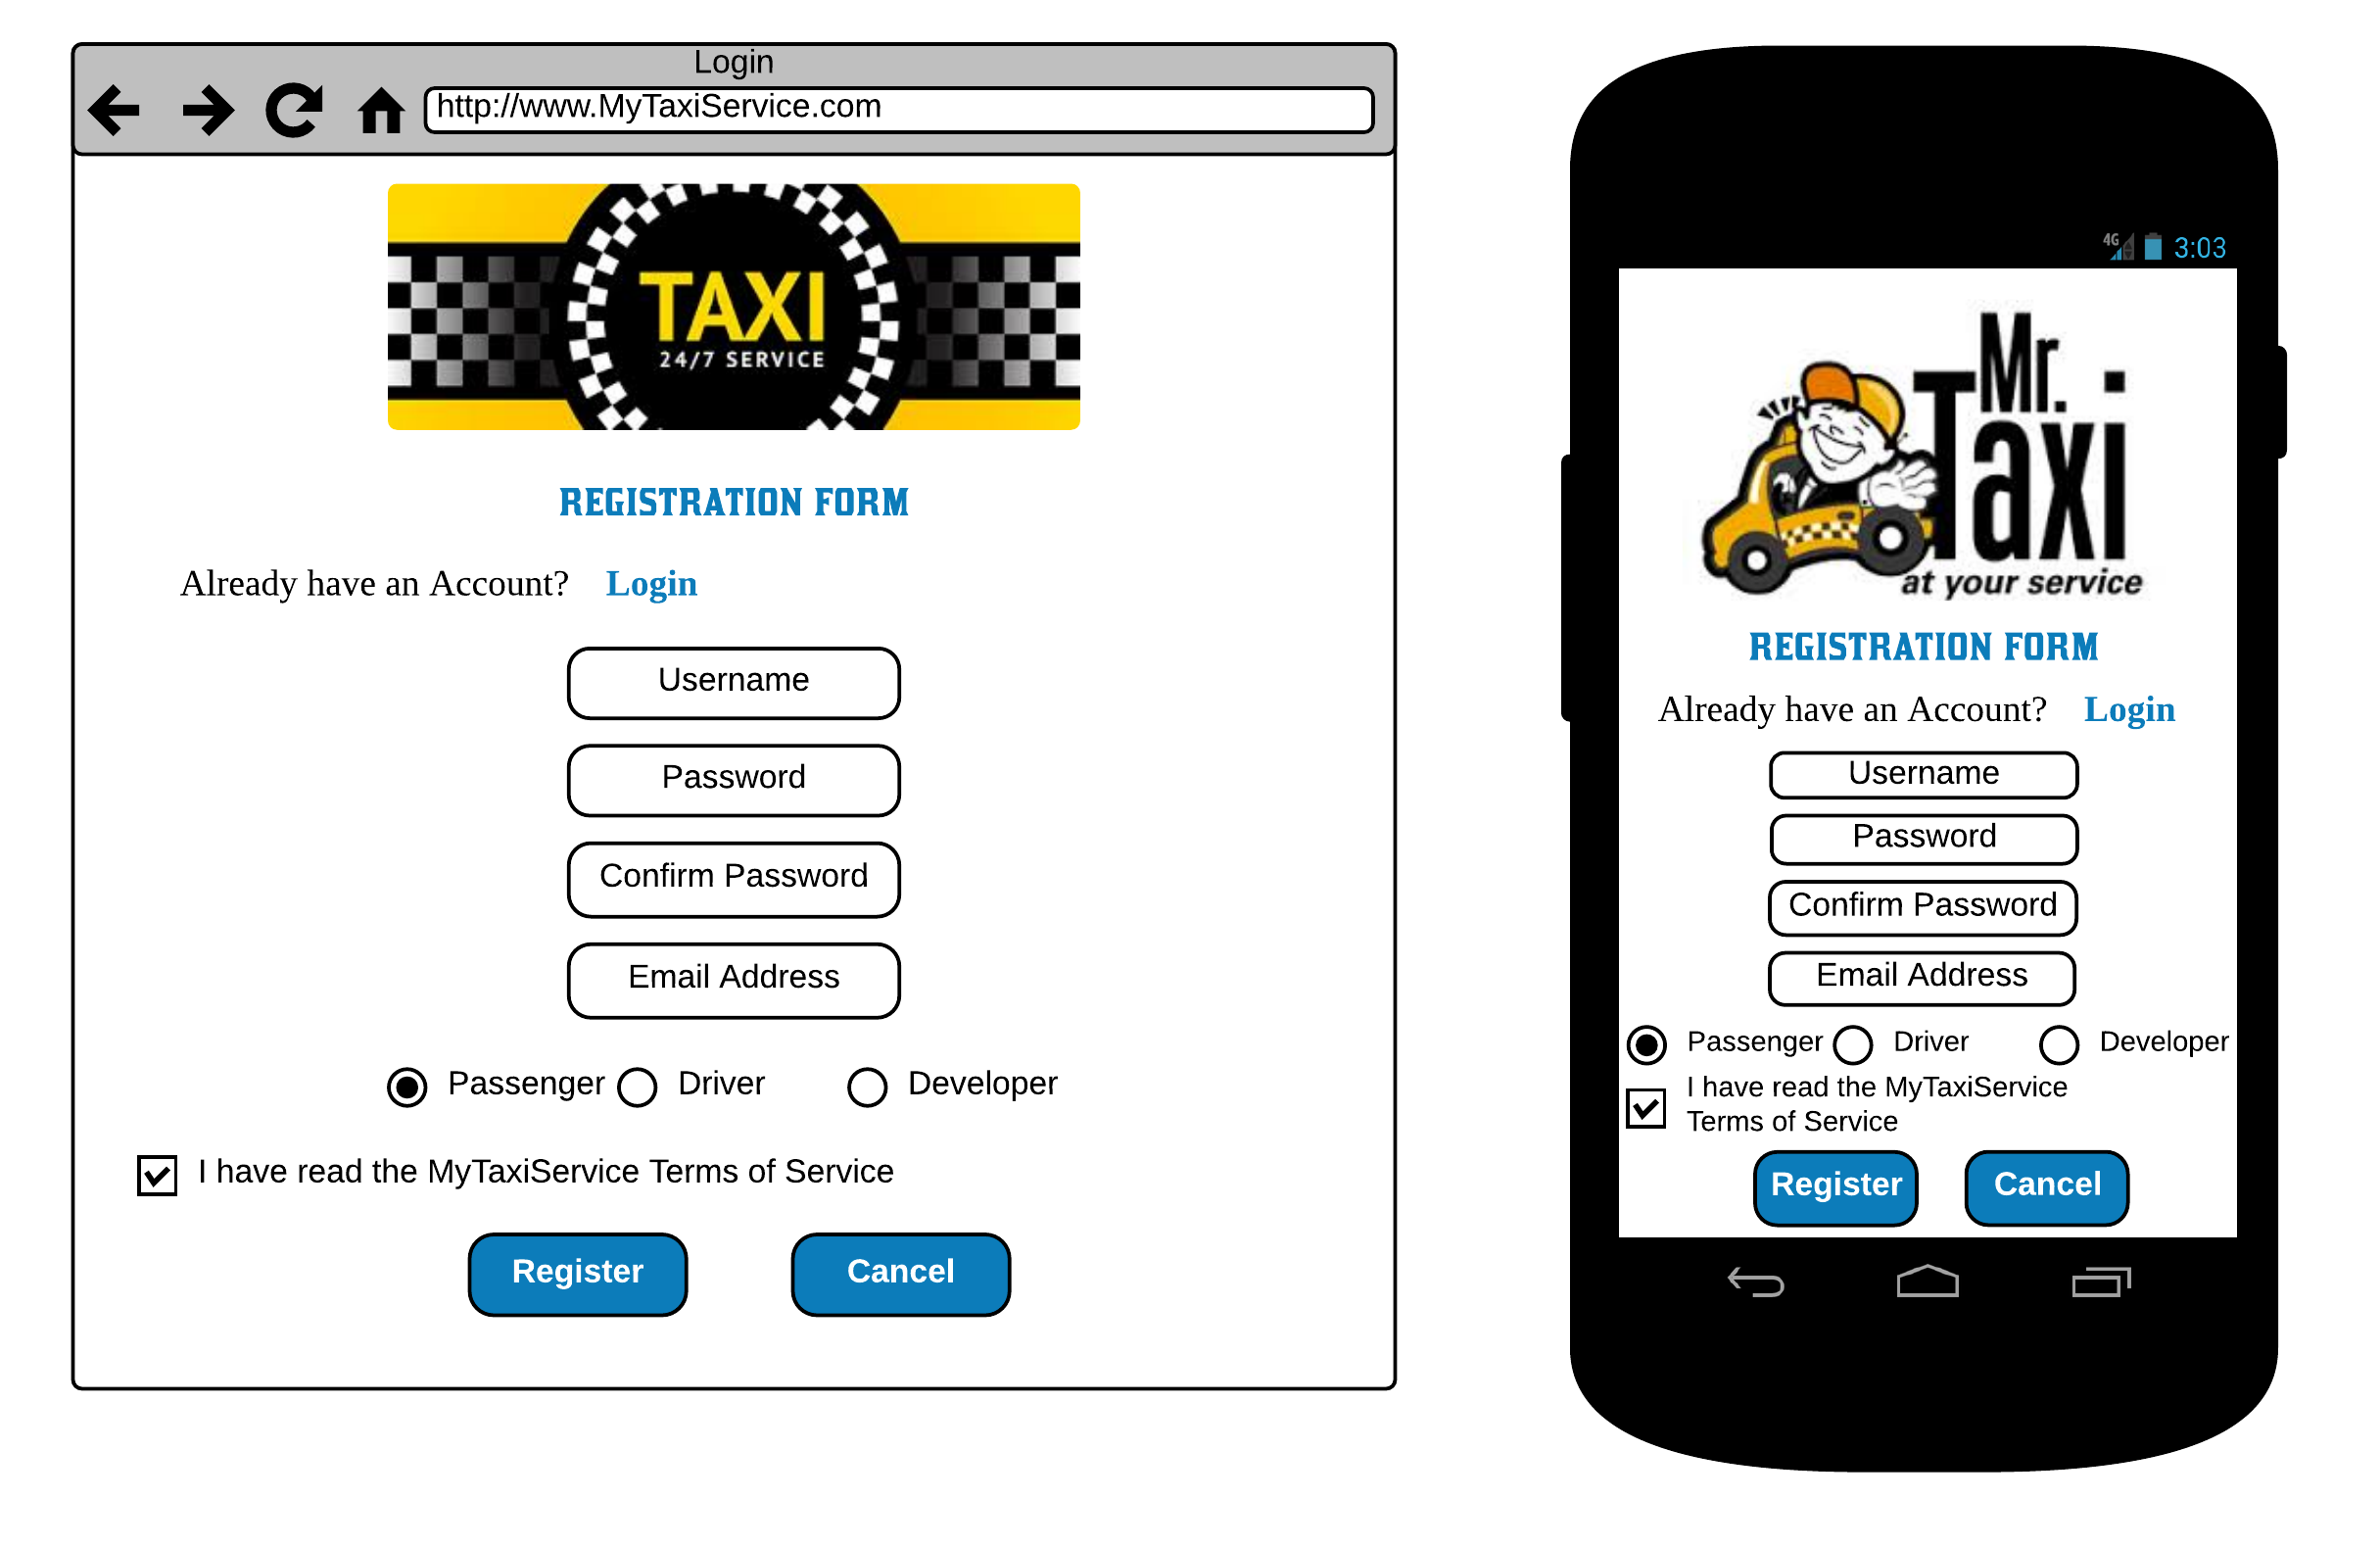 Login
http://www.MyTaxiService.com
TAXI
24/7 SERVICE
REGISTRATION FORM
Already have an Account? Login
Username
Password
Confirm Password
Email Address
Passenger Driver Developer
I have read the MyTaxiService Terms of Service
Register Cancel
4G 3:03
Mr.
Taxi
at your service
REGISTRATION FORM
Already have an Account? Login
Username
Password
Confirm Password
Email Address
Passenger Driver Developer
I have read the MyTaxiService
Terms of Service
Register Cancel